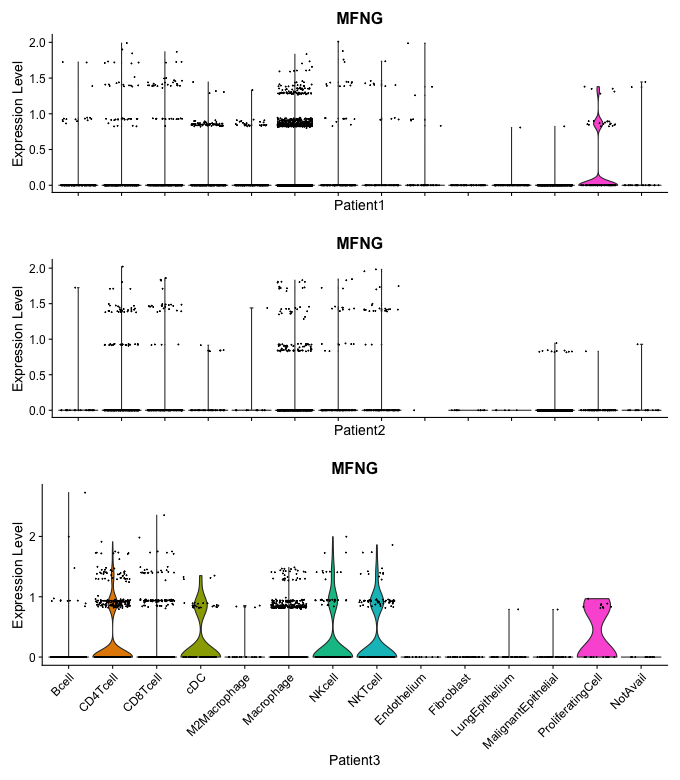 MFNG
Expression Level
2.0
1.5
1.0
0.5
0.0
Patient1
MFNG
Expression Level
2.0
1.5
1.0
0.5
0.0
Patient2
MFNG
Expression Level
2
1
0
Bcell
CD4Tcell
CD8Tcell
cDC
M2Macrophage
Macrophage
NKcell
NKTcell
Endothelium
Fibroblast
LungEpithelium
MalignantEpithelial
ProliferatingCell
NotAvail
Patient3